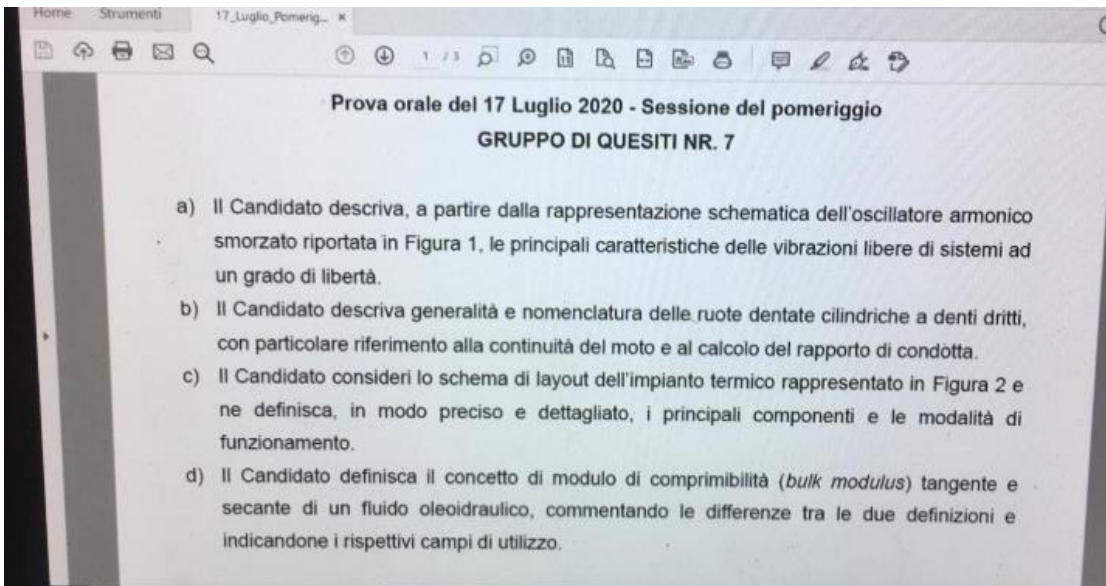 Home Strumenti 17_Luglio_Pomerig... ×
1 / 3
Prova orale del 17 Luglio 2020 - Sessione del pomeriggio
GRUPPO DI QUESITI NR. 7
a) Il Candidato descriva, a partire dalla rappresentazione schematica dell'oscillatore armonico
smorzato riportata in Figura 1, le principali caratteristiche delle vibrazioni libere di sistemi ad
un grado di libertà.
b) Il Candidato descriva generalità e nomenclatura delle ruote dentate cilindriche a denti dritti,
con particolare riferimento alla continuità del moto e al calcolo del rapporto di condotta.
c) Il Candidato consideri lo schema di layout dell'impianto termico rappresentato in Figura 2 e
ne definisca, in modo preciso e dettagliato, i principali componenti e le modalità di
funzionamento.
d) Il Candidato definisca il concetto di modulo di comprimibilità (bulk modulus) tangente e
secante di un fluido oleoidraulico, commentando le differenze tra le due definizioni e
indicandone i rispettivi campi di utilizzo.